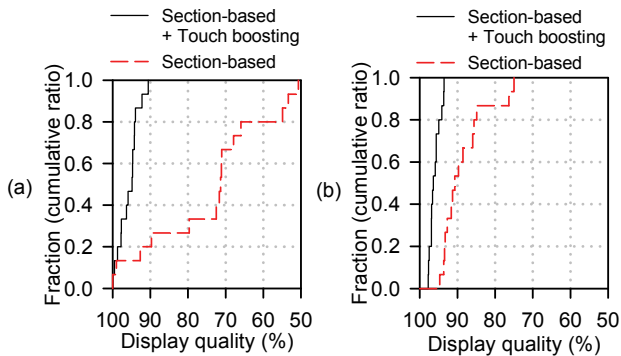 Section-based
+ Touch boosting
Section-based
1.0
0.8
0.6
0.4
0.2
0.0
Fraction (cumulative ratio)
(a)
100 90 80 70 60 50
Display quality (%)
Section-based
+ Touch boosting
Section-based
1.0
0.8
0.6
0.4
0.2
0.0
Fraction (cumulative ratio)
(b)
100 90 80 70 60 50
Display quality (%)